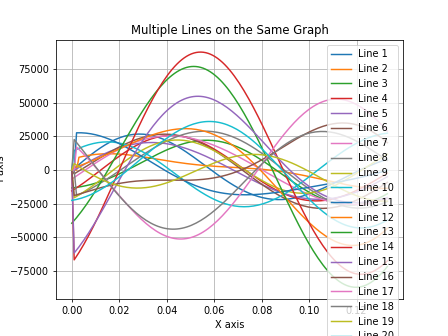 Multiple Lines on the Same Graph
75000
50000
25000
0
−25000
−50000
−75000
0.00
0.02
0.04
0.06
0.08
0.10
X axis
Line 1
Line 2
Line 3
Line 4
Line 5
Line 6
Line 7
Line 8
Line 9
Line 10
Line 11
Line 12
Line 13
Line 14
Line 15
Line 16
Line 17
Line 18
Line 19
Line 20